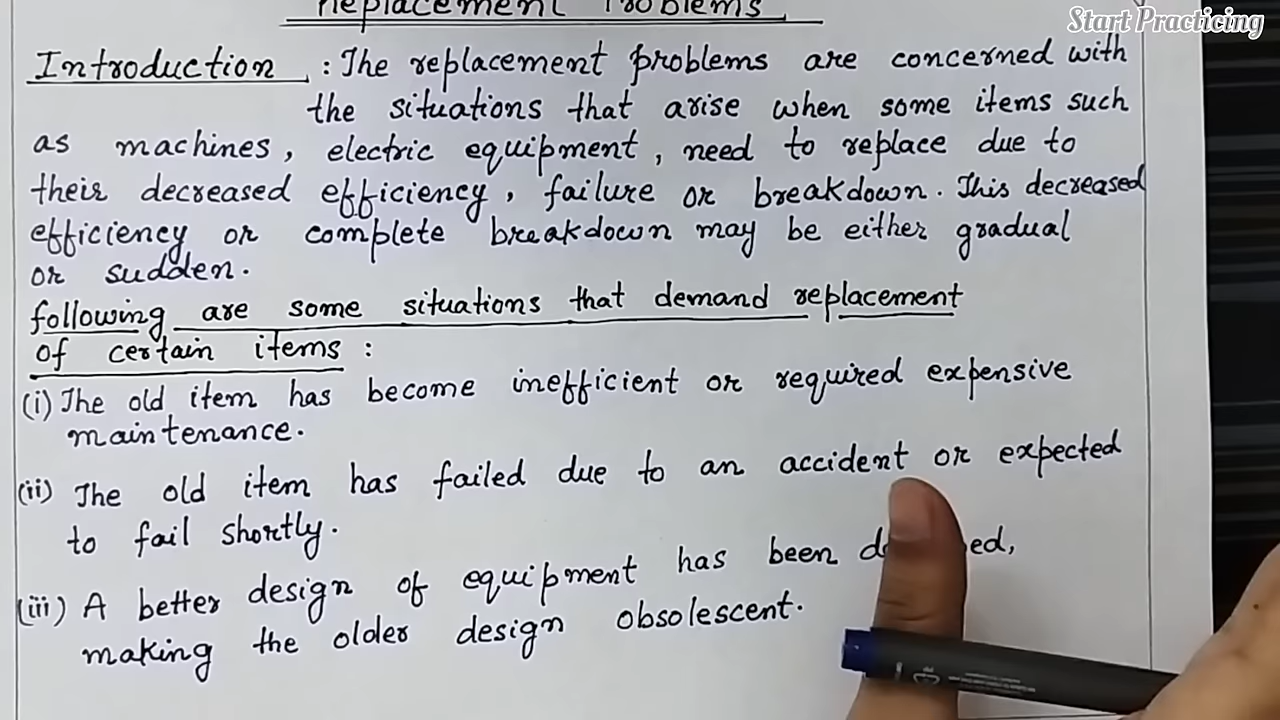 Replacement Problems
Start Practicing
Introduction : The replacement problems are concerned with
the situations that arise when some items such
as machines, electric equipment, need to replace due to
their decreased efficiency, failure or breakdown. This decreased
efficiency or complete breakdown may be either gradual
or sudden.
following are some situations that demand replacement
of certain items :
(i) The old item has become inefficient or required expensive
maintenance.
(ii) The old item has failed due to an accident or expected
to fail shortly.
(iii) A better design of equipment has been
making the older design obsolescent.